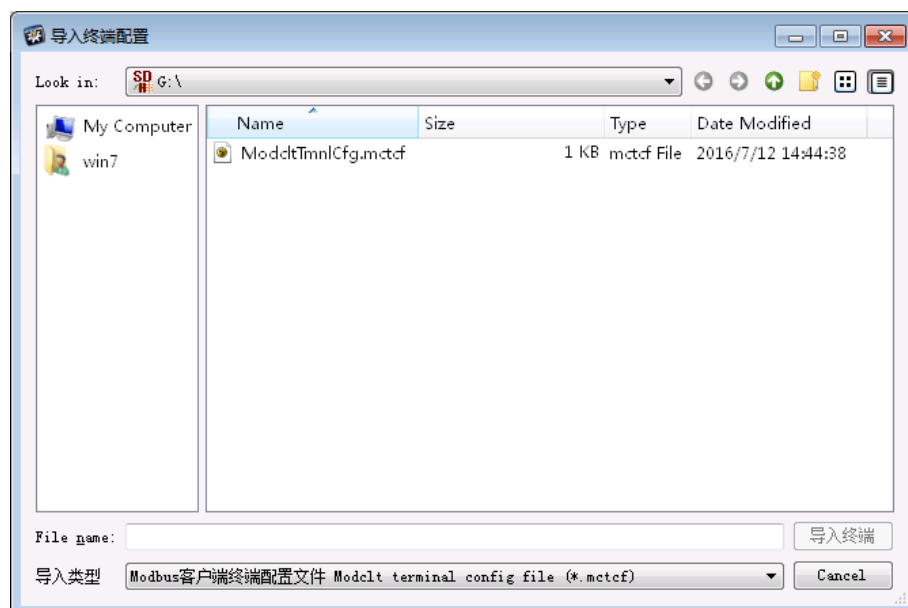 导入终端配置
Look in: G:\
My Computer
win7
Name Size Type Date Modified
ModcltTmnlCfg.mctcf 1 KB mctcf File 2016/7/12 14:44:38
File name: 导入终端
导入类型 Modbus客户端终端配置文件 Modclt terminal config file (*.mctcf) Cancel